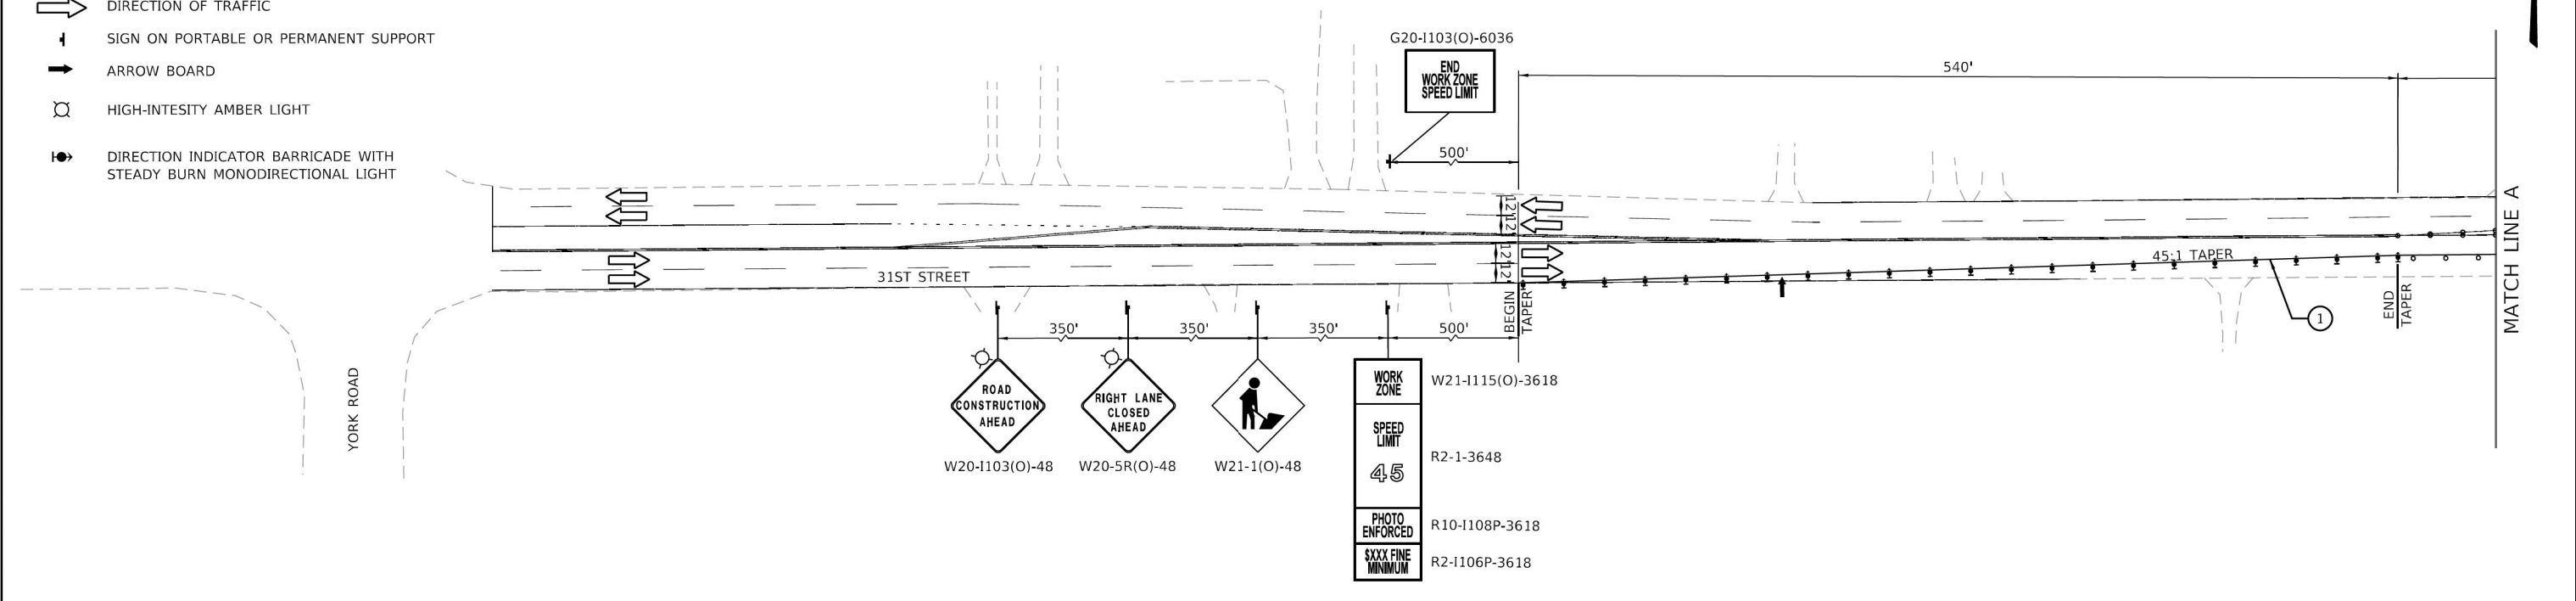 DIRECTION OF TRAFFIC
SIGN ON PORTABLE OR PERMANENT SUPPORT
ARROW BOARD
HIGH-INTESITY AMBER LIGHT
DIRECTION INDICATOR BARRICADE WITH
STEADY BURN MONODIRECTIONAL LIGHT
G20-I103(O)-6036
END
WORK ZONE
SPEED LIMIT
500'
540'
12'
12'
12'
12'
31ST STREET
45:1 TAPER
MATCH LINE A
BEGIN
TAPER
END
TAPER
1
350'
350'
350'
500'
YORK ROAD
ROAD
CONSTRUCTION
AHEAD
W20-I103(O)-48
RIGHT LANE
CLOSED
AHEAD
W20-5R(O)-48
W21-1(O)-48
WORK
ZONE
W21-I115(O)-3618
SPEED
LIMIT
45
R2-1-3648
PHOTO
ENFORCED
R10-I108P-3618
$XXX FINE
MINIMUM
R2-I106P-3618